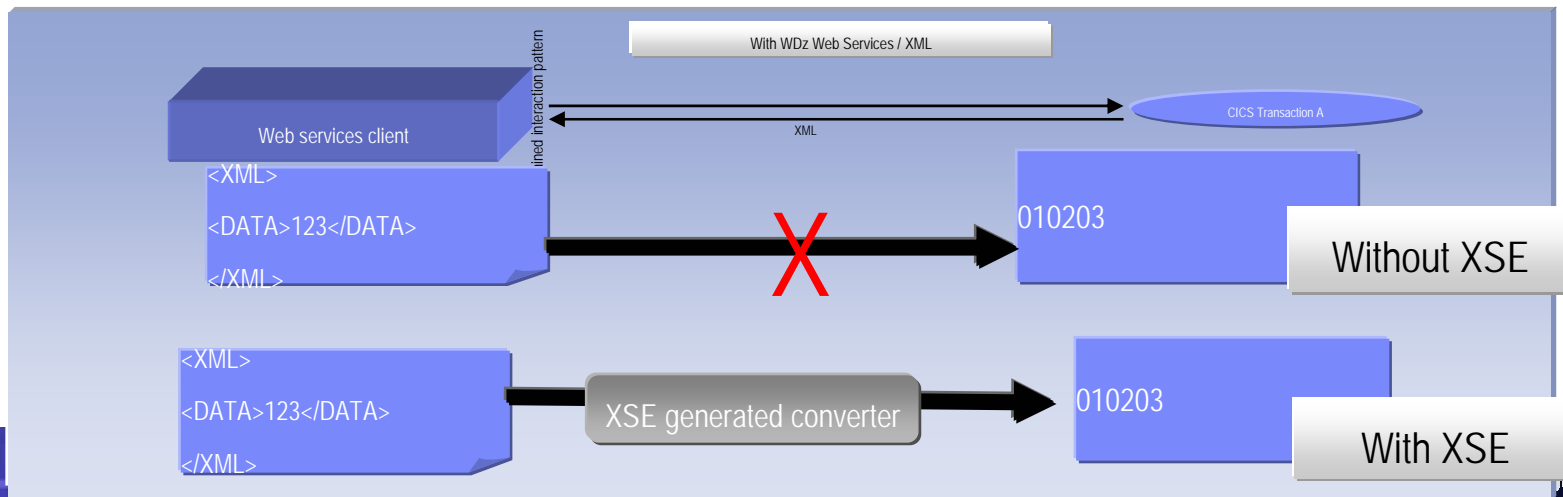 With WDz Web Services / XML
interaction pattern
Web services client
XML
CICS Transaction A
<XML>
<DATA>123</DATA>
</XML>
010203
Without XSE
<XML>
<DATA>123</DATA>
</XML>
XSE generated converter
010203
With XSE